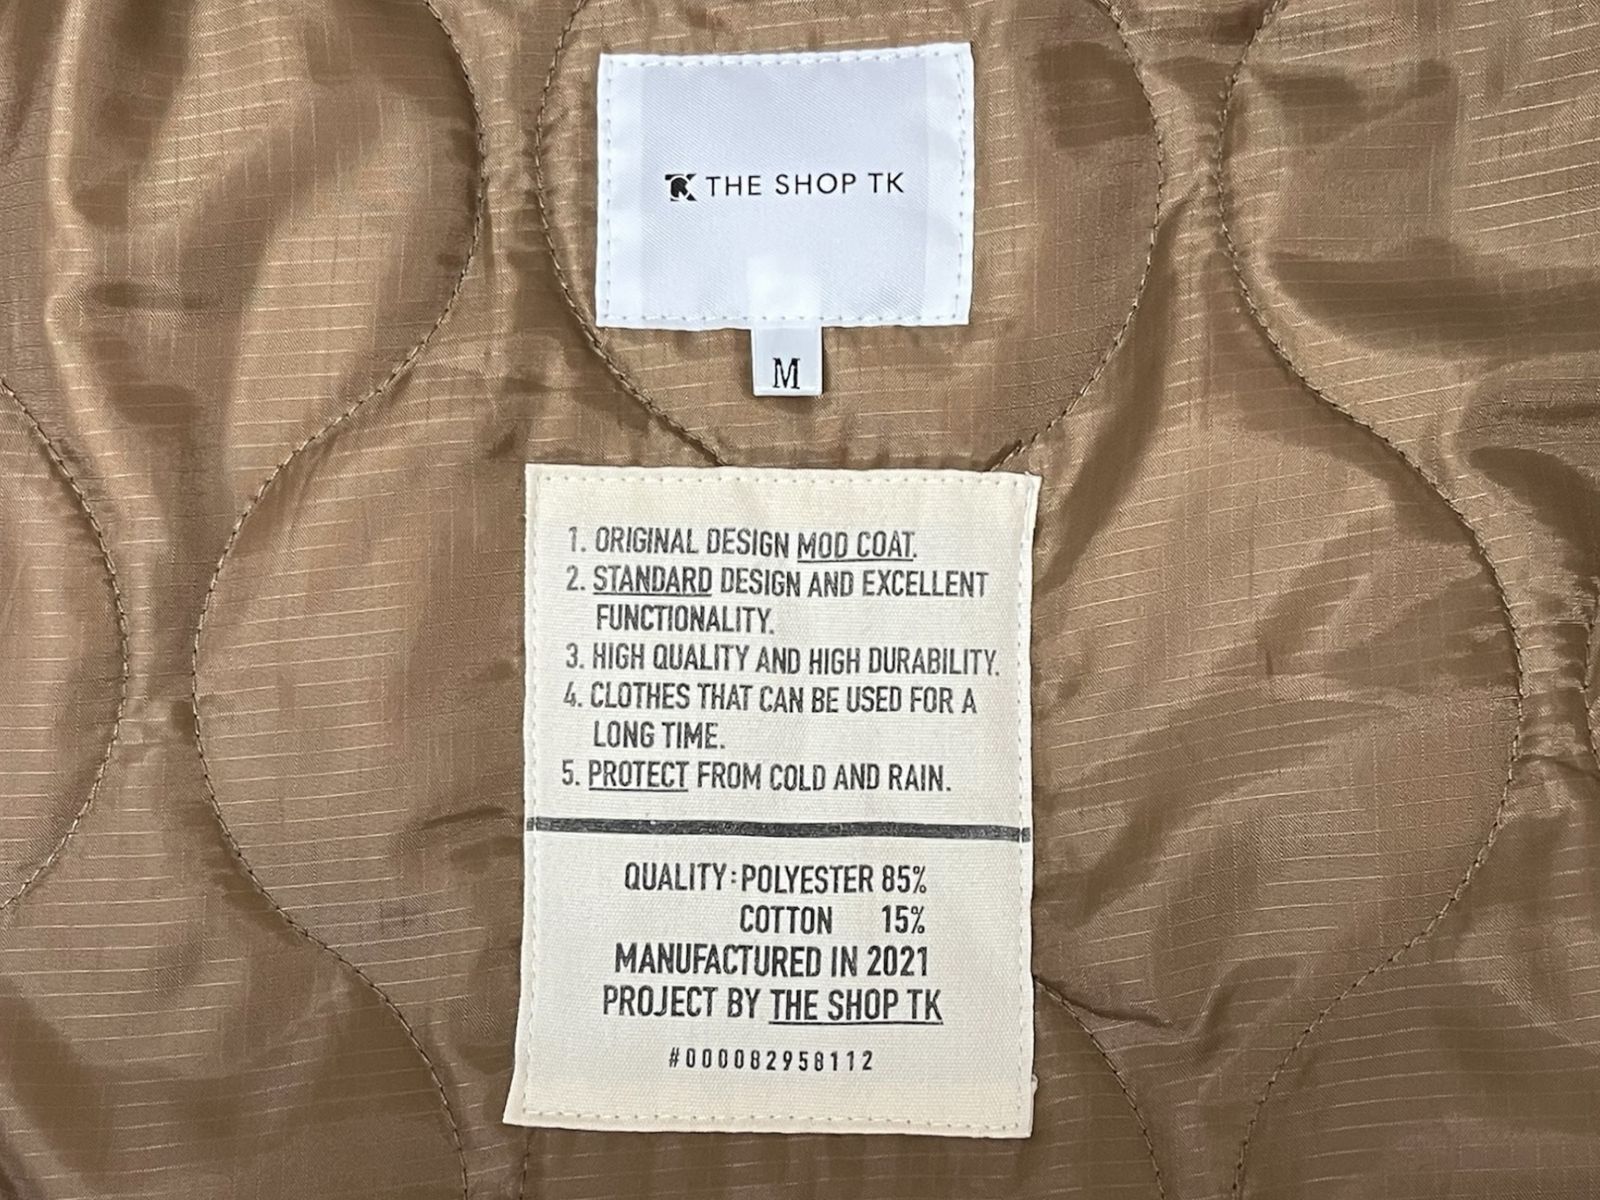 THE SHOP TK
M
1. ORIGINAL DESIGN MOD COAT.
2. STANDARD DESIGN AND EXCELLENT
FUNCTIONALITY.
3. HIGH QUALITY AND HIGH DURABILITY.
4. CLOTHES THAT CAN BE USED FOR A
LONG TIME.
5. PROTECT FROM COLD AND RAIN.
QUALITY:POLYESTER 85%
COTTON 15%
MANUFACTURED IN 2021
PROJECT BY THE SHOP TK
#000082958112